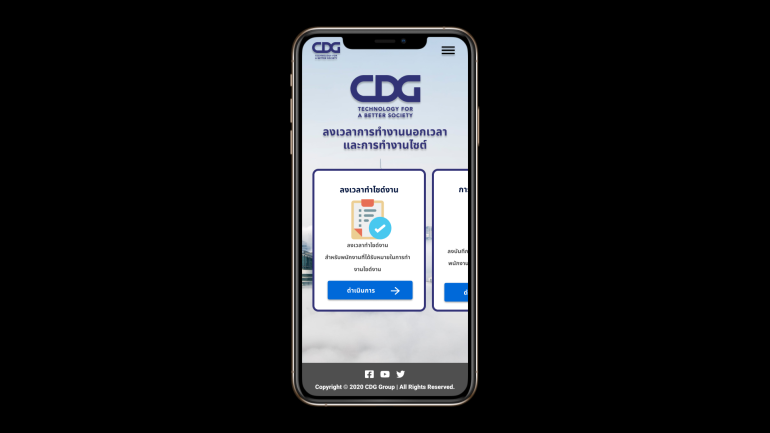 CDG
TECHNOLOGY FOR
A BETTER SOCIETY
CDG
TECHNOLOGY FOR
A BETTER SOCIETY
ลงเวลาการทำงานนอกเวลา
และการทำงานไซต์
ลงเวลาทำไซต์งาน
กา
ลงเวลาทำไซต์งาน
สำหรับพนักงานที่ได้รับหมายในการทำ
งานไซต์งาน
ลงบันทึก
พนักงาน
ดำเนินการ
ด
Copyright © 2020 CDG Group | All Rights Reserved.